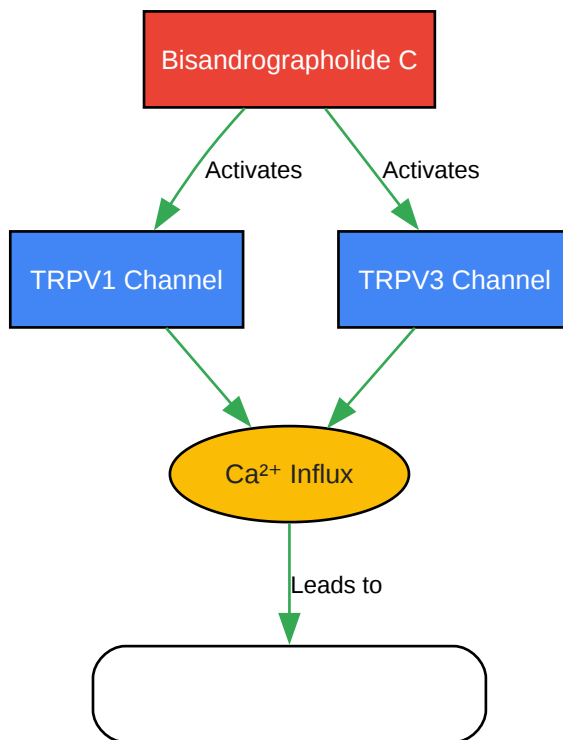 Bisandrographolide C
Activates
Activates
TRPV1 Channel
TRPV3 Channel
Ca²⁺ Influx
Leads to